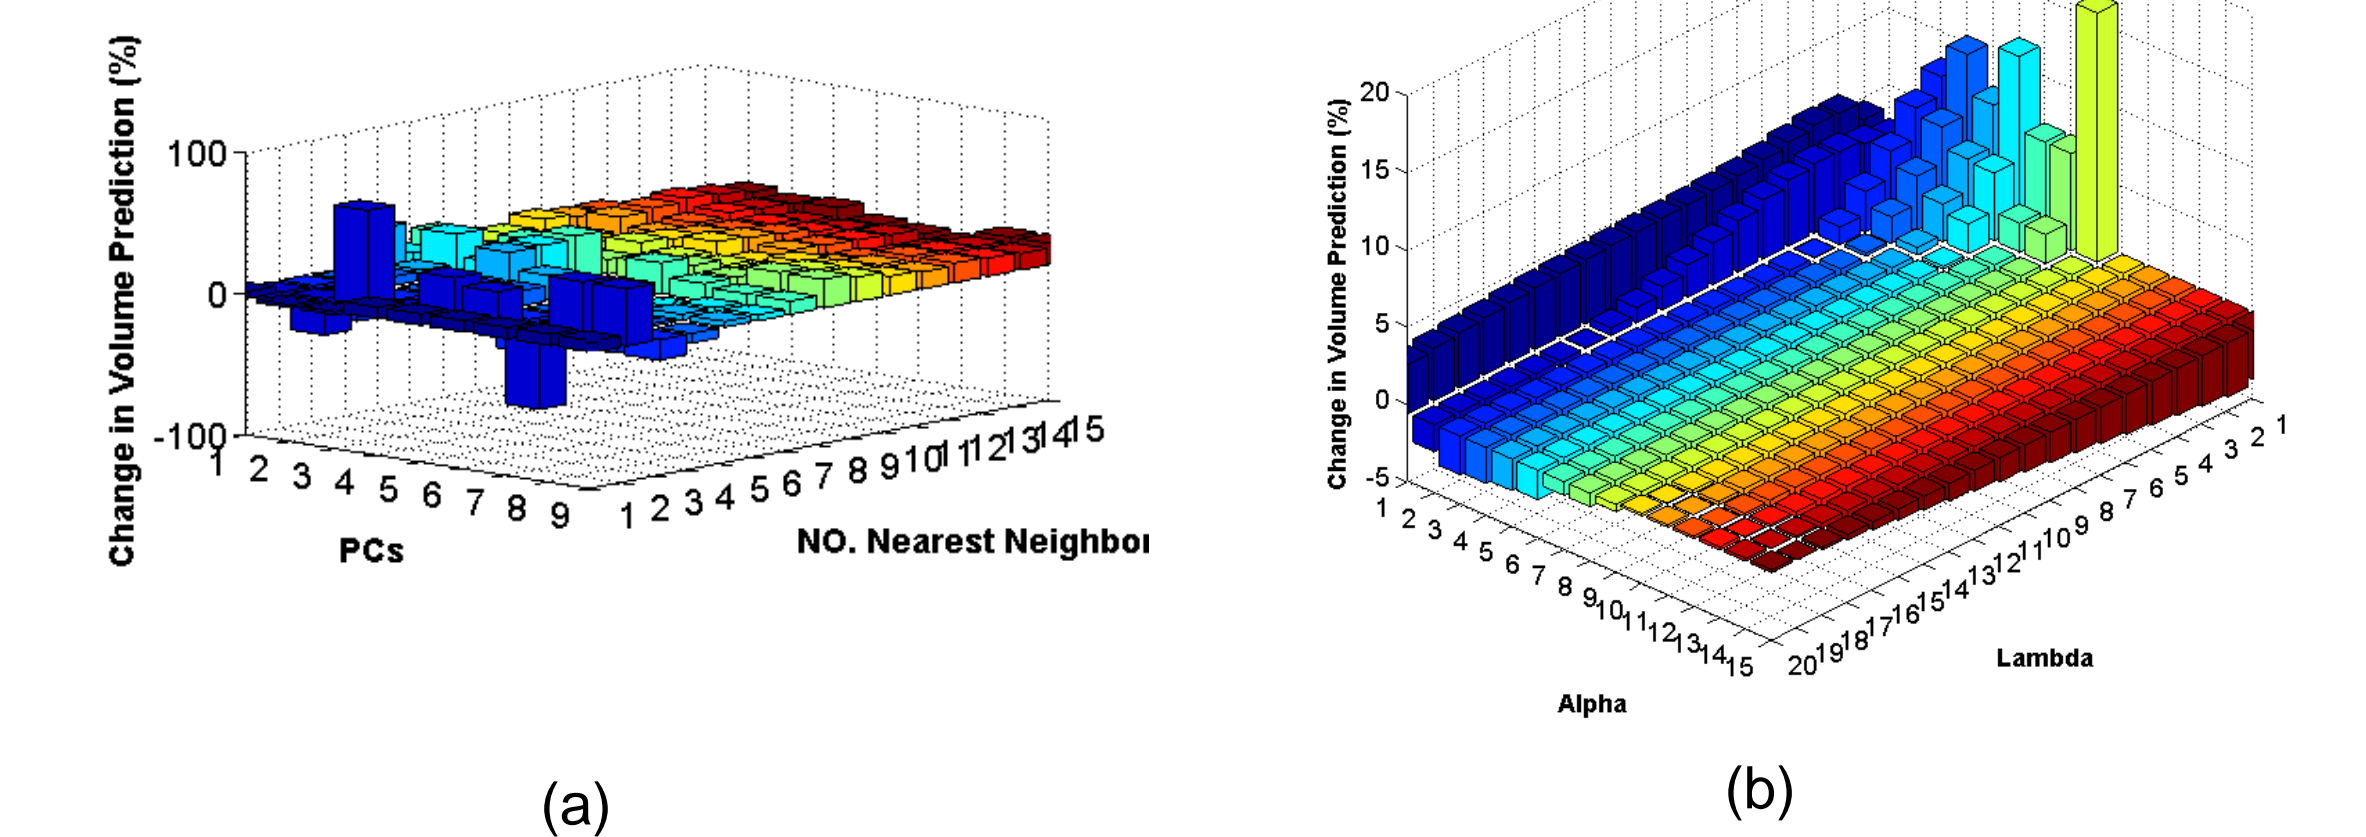 Change in Volume Prediction (%)
100
0
-100
1 2 3 4 5 6 7 8 9
PCs
1 2 3 4 5 6 7 8 9 10 11 12 13 14 15
NO. Nearest Neighbor
(a)
Change in Volume Prediction (%)
20
15
10
5
0
-5
1 2 3 4 5 6 7 8 9 10 11 12 13 14 15
Alpha
20 19 18 17 16 15 14 13 12 11 10 9 8 7 6 5 4 3 2 1
Lambda
(b)